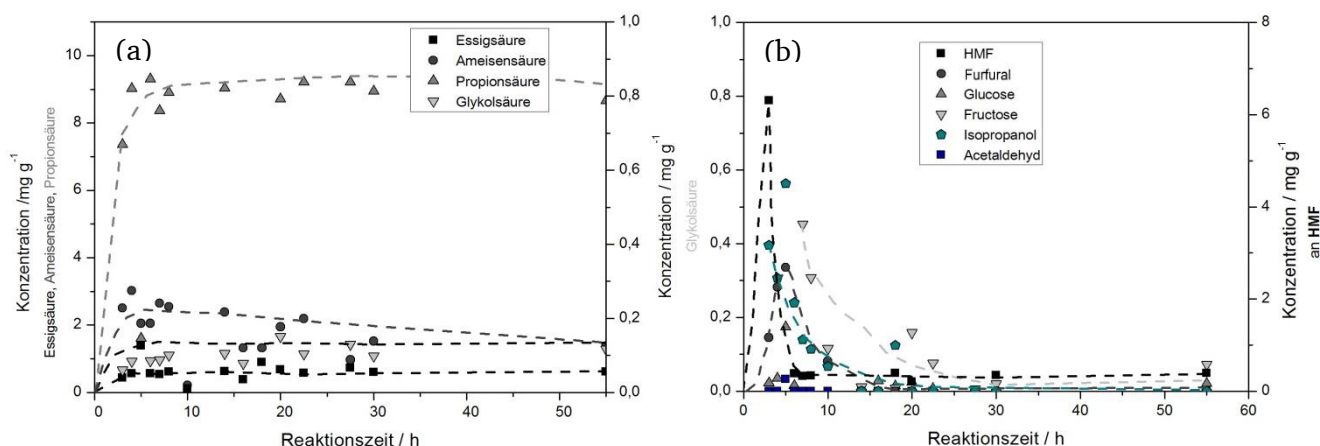 (a)
Essigsäure
Ameisensäure
Propionsäure
Glykolsäure
Konzentration /mg g⁻¹
Essigsäure, Ameisensäure, Propionsäure
10
8
6
4
2
0
1,0
0,8
0,6
0,4
0,2
0,0
Konzentration / mg g⁻¹
Glykolsäure
0 10 20 30 40 50
Reaktionszeit / h
(b)
HMF
Furfural
Glucose
Fructose
Isopropanol
Acetaldehyd
1,0
0,8
0,6
0,4
0,2
0,0
8
6
4
2
0
Konzentration / mg g⁻¹
an HMF
0 10 20 30 40 50 60
Reaktionszeit / h